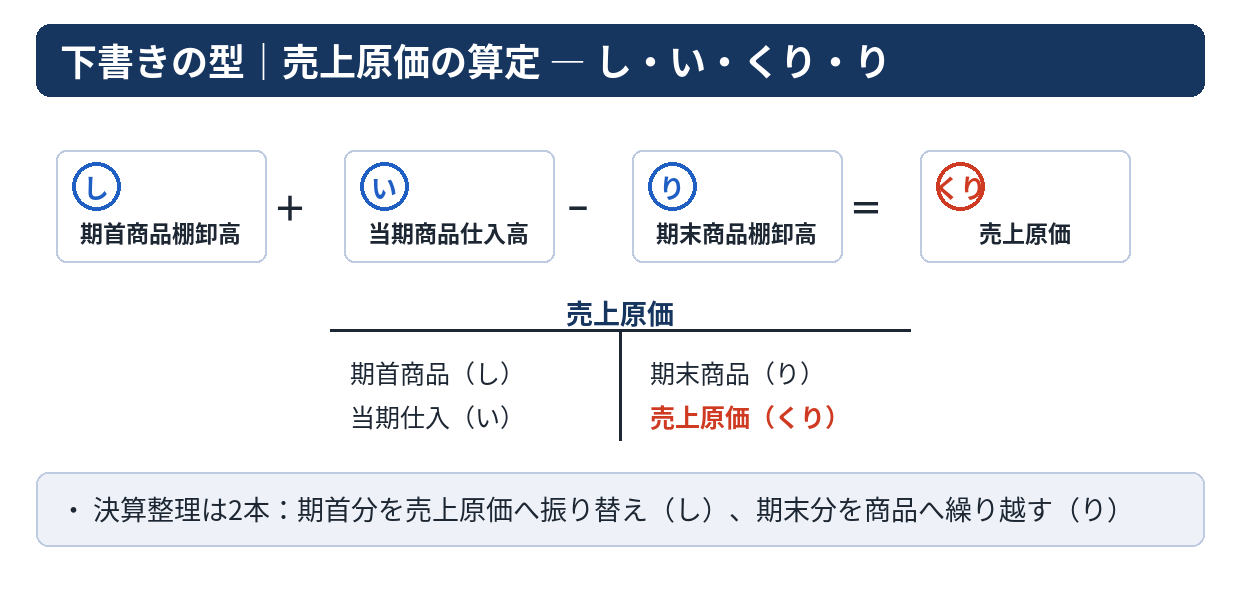 下書きの型｜売上原価の算定 ― し・い・くり・り
し
期首商品棚卸高
+
い
当期商品仕入高
−
り
期末商品棚卸高
=
くり
売上原価
売上原価
期首商品（し）
当期仕入（い）
期末商品（り）
売上原価（くり）
・ 決算整理は2本：期首分を売上原価へ振り替え（し）、期末分を商品へ繰り越す（り）